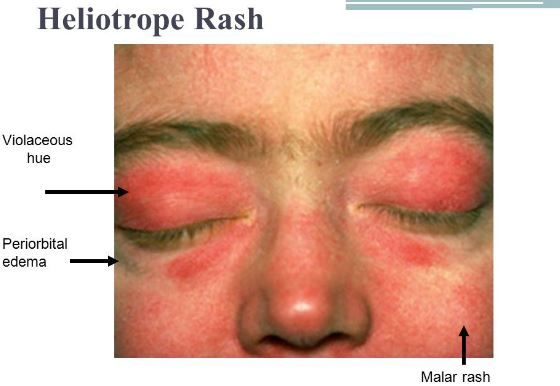 Heliotrope Rash
Violaceous
hue
Periorbital
edema
Malar rash